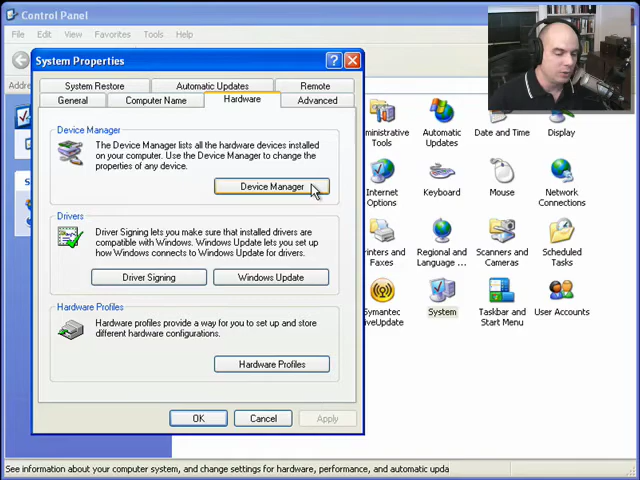 Control Panel
File Edit View Favorites Tools Help
System Properties
System Restore Automatic Updates Remote
General Computer Name Hardware Advanced
Device Manager
The Device Manager lists all the hardware devices installed
on your computer. Use the Device Manager to change the
properties of any device.
Device Manager
Drivers
Driver Signing lets you make sure that installed drivers are
compatible with Windows. Windows Update lets you set up
how Windows connects to Windows Update for drivers.
Driver Signing Windows Update
Hardware Profiles
Hardware profiles provide a way for you to set up and store
different hardware configurations.
Hardware Profiles
OK Cancel Apply
Automatic
Tools Updates Date and Time Display
Internet
Options Keyboard Mouse Network
Connections
and Faxes Regional and
Language ... Scanners and
Cameras Scheduled
Tasks
Symantec
System Taskbar and
Start Menu User Accounts
See information about your computer system, and change settings for hardware, performance, and automatic upda